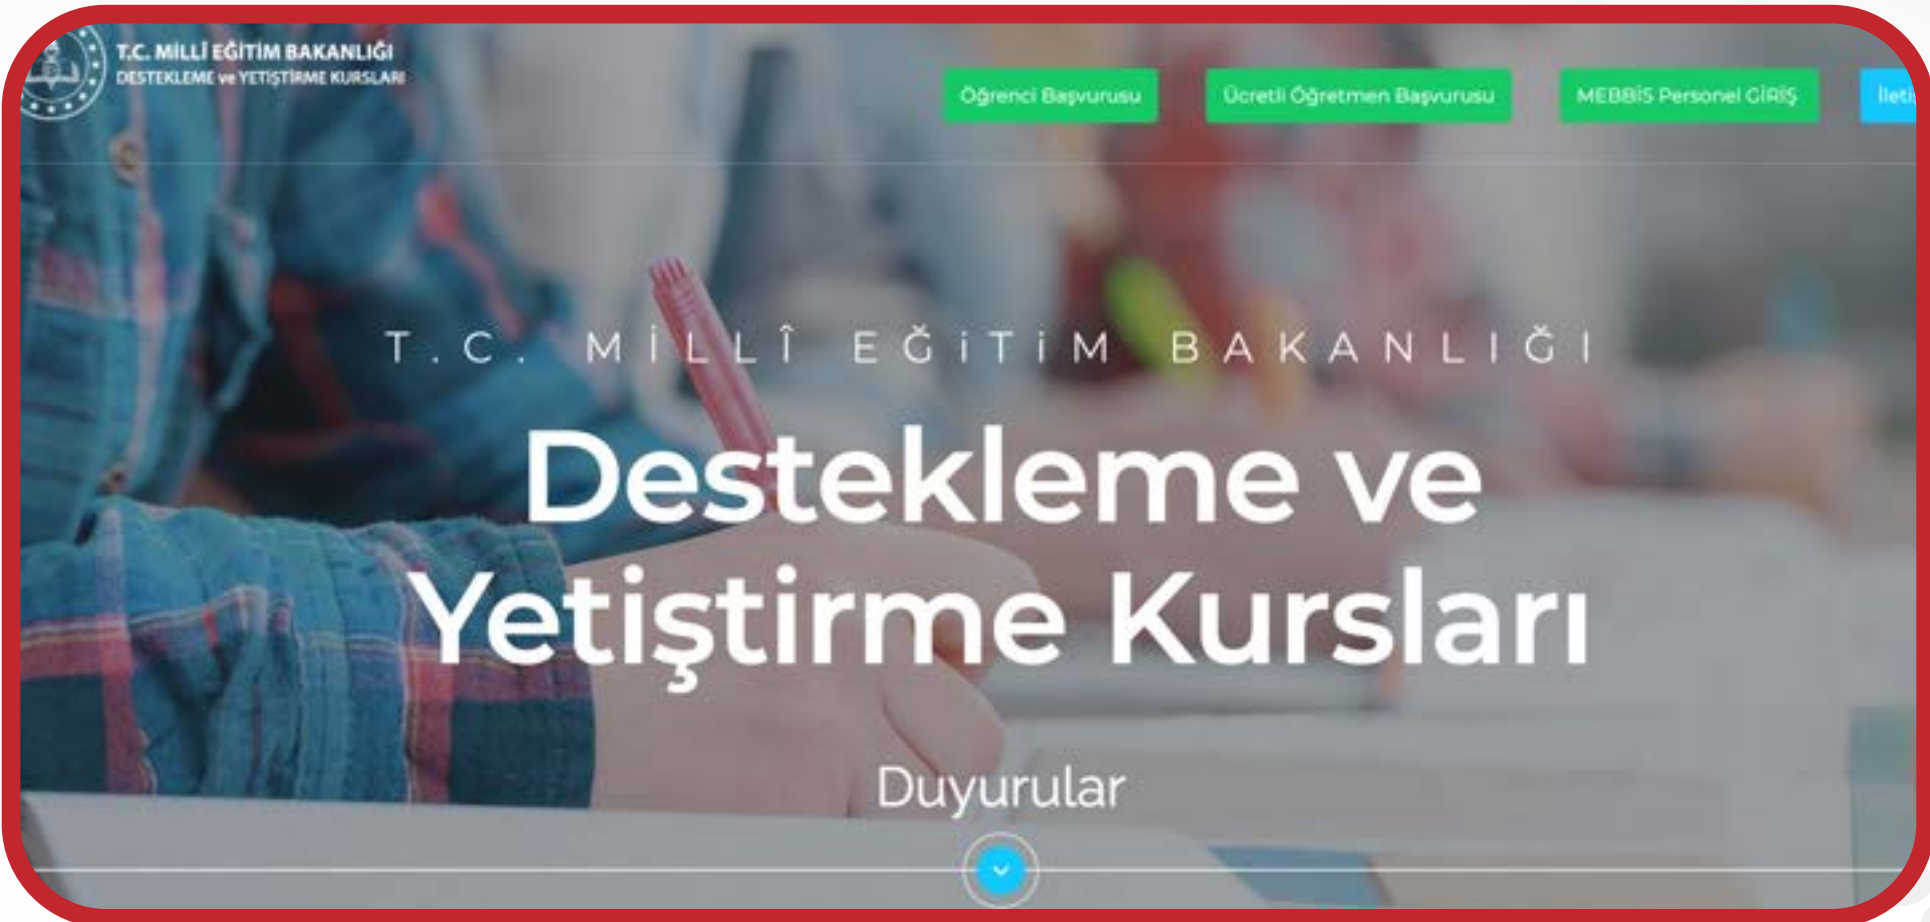 T.C. MİLLÎ EĞİTİM BAKANLIĞI
DESTEKLEME ve YETİŞTİRME KURSLARI
Öğrenci Başvurusu
Ücretli Öğretmen Başvurusu
MEBBİS Personel GİRİŞ
T.C. MİLLÎ EĞİTİM BAKANLIĞI
Destekleme ve
Yetiştirme Kursları
Duyurular